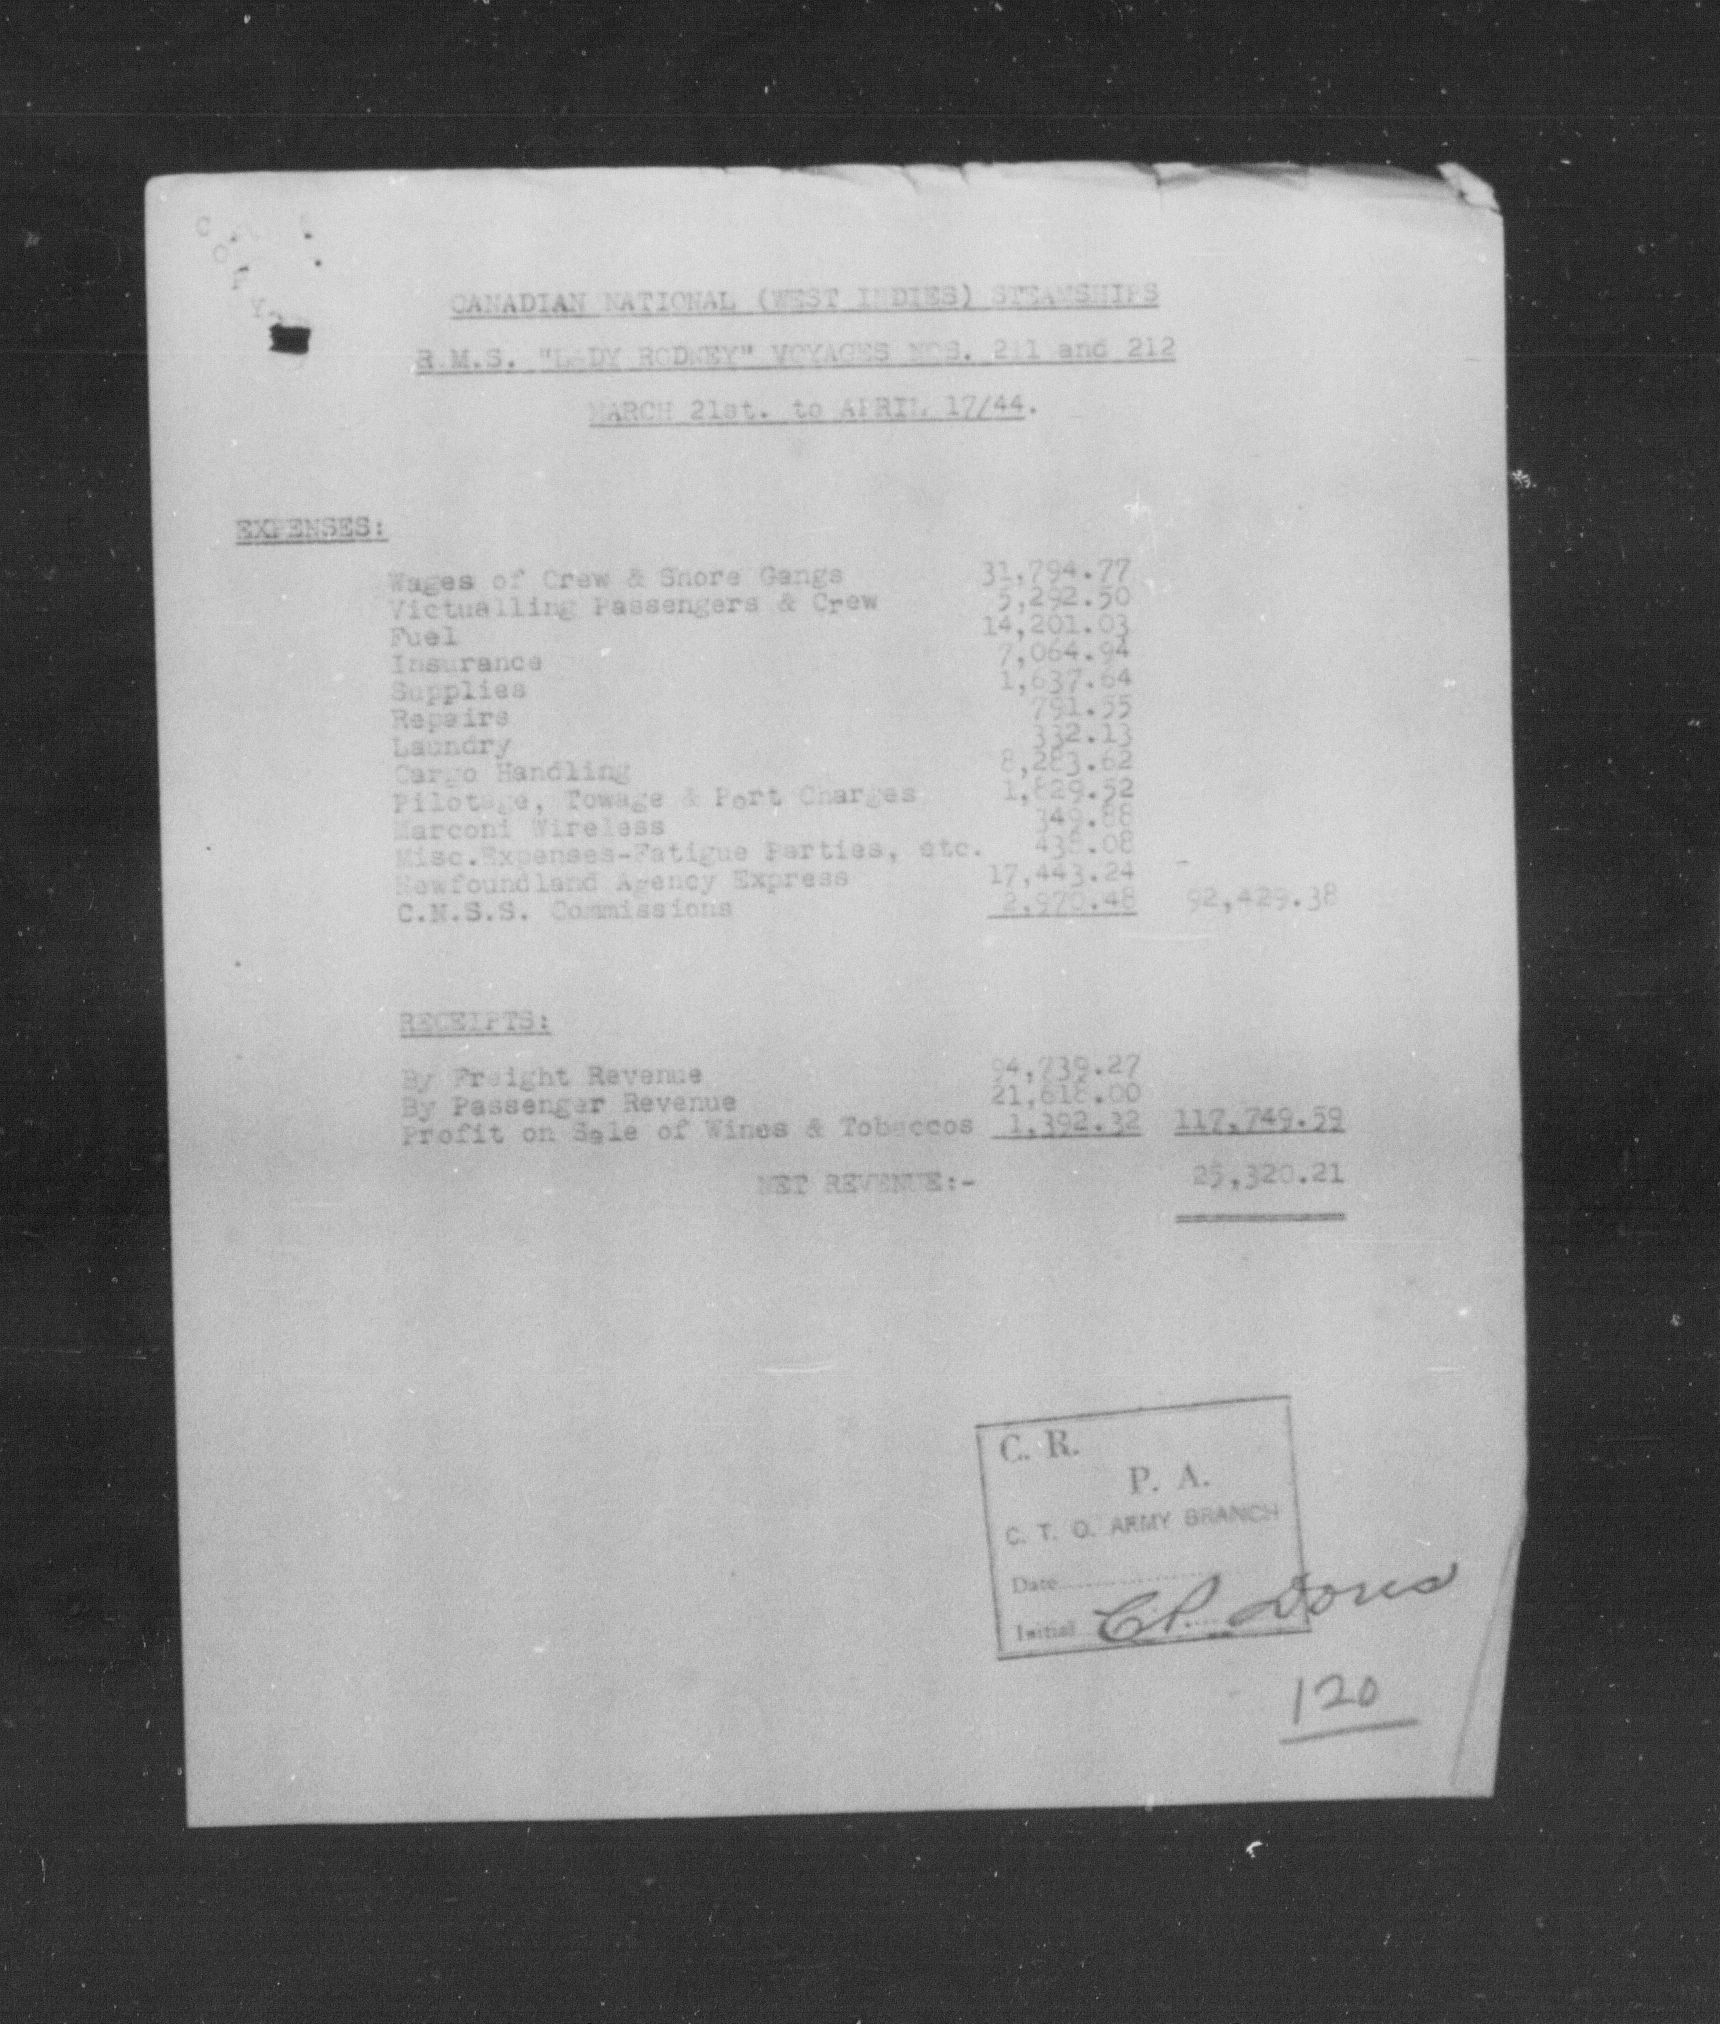 COPY
CANADIAN NATIONAL (WEST INDIES) STEAMSHIPS
R.M.S. "LADY RODNEY" VOYAGES NOS. 211 and 212
MARCH 21st. to APRIL 17/44.
EXPENSES:
Wages of Crew & Shore Gangs 31,794.77
Victualling Passengers & Crew 5,292.50
Fuel 14,201.03
Insurance 7,064.94
Supplies 1,637.64
Repairs 791.55
Laundry 332.13
Cargo Handling 8,283.62
Pilotage, Towage & Port Charges 1,829.52
Marconi Wireless 349.88
Misc.Expenses-Fatigue Parties, etc. 438.08
Newfoundland Agency Express 17,443.24
C.N.S.S. Commissions 2,970.48 92,429.38
RECEIPTS:
By Freight Revenue 94,739.27
By Passenger Revenue 21,618.00
Profit on Sale of Wines & Tobaccos 1,392.32 117,749.59
NET REVENUE:- 25,320.21
C. R.
P. A.
C. T. O. ARMY BRANCH
Date
Initial
120